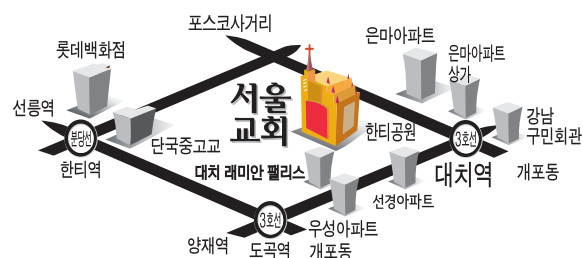 포스코사거리
은마아파트
롯데백화점
은마아파트
상가
선릉역
서울
교회
강남
구민회관
분당선
단국중고교
한티공원
3호선
한티역
대치 래미안 팰리스
대치역
개포동
선경아파트
3호선
우성아파트
양재역
도곡역
개포동